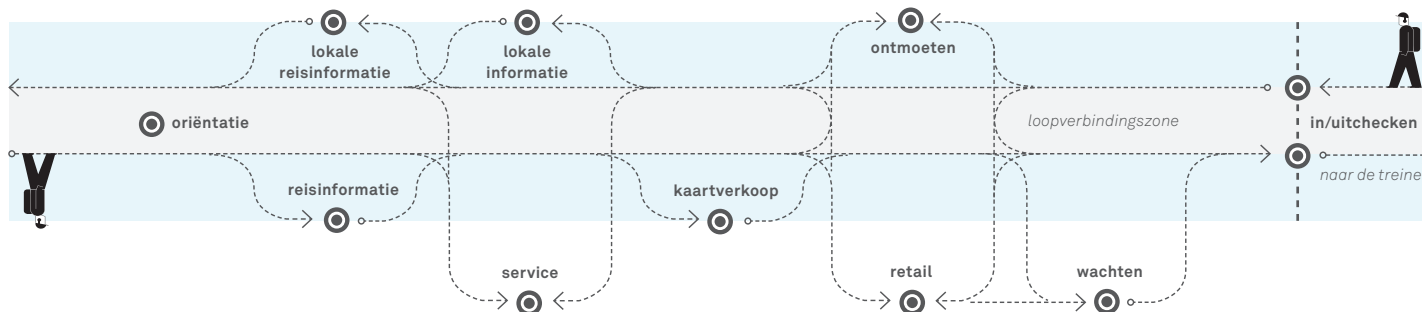 lokale
reisinformatie
lokale
informatie
ontmoeten
oriëntatie
loopverbindingszone
in/uitchecken
naar de treine
reisinformatie
kaartverkoop
service
retail
wachten